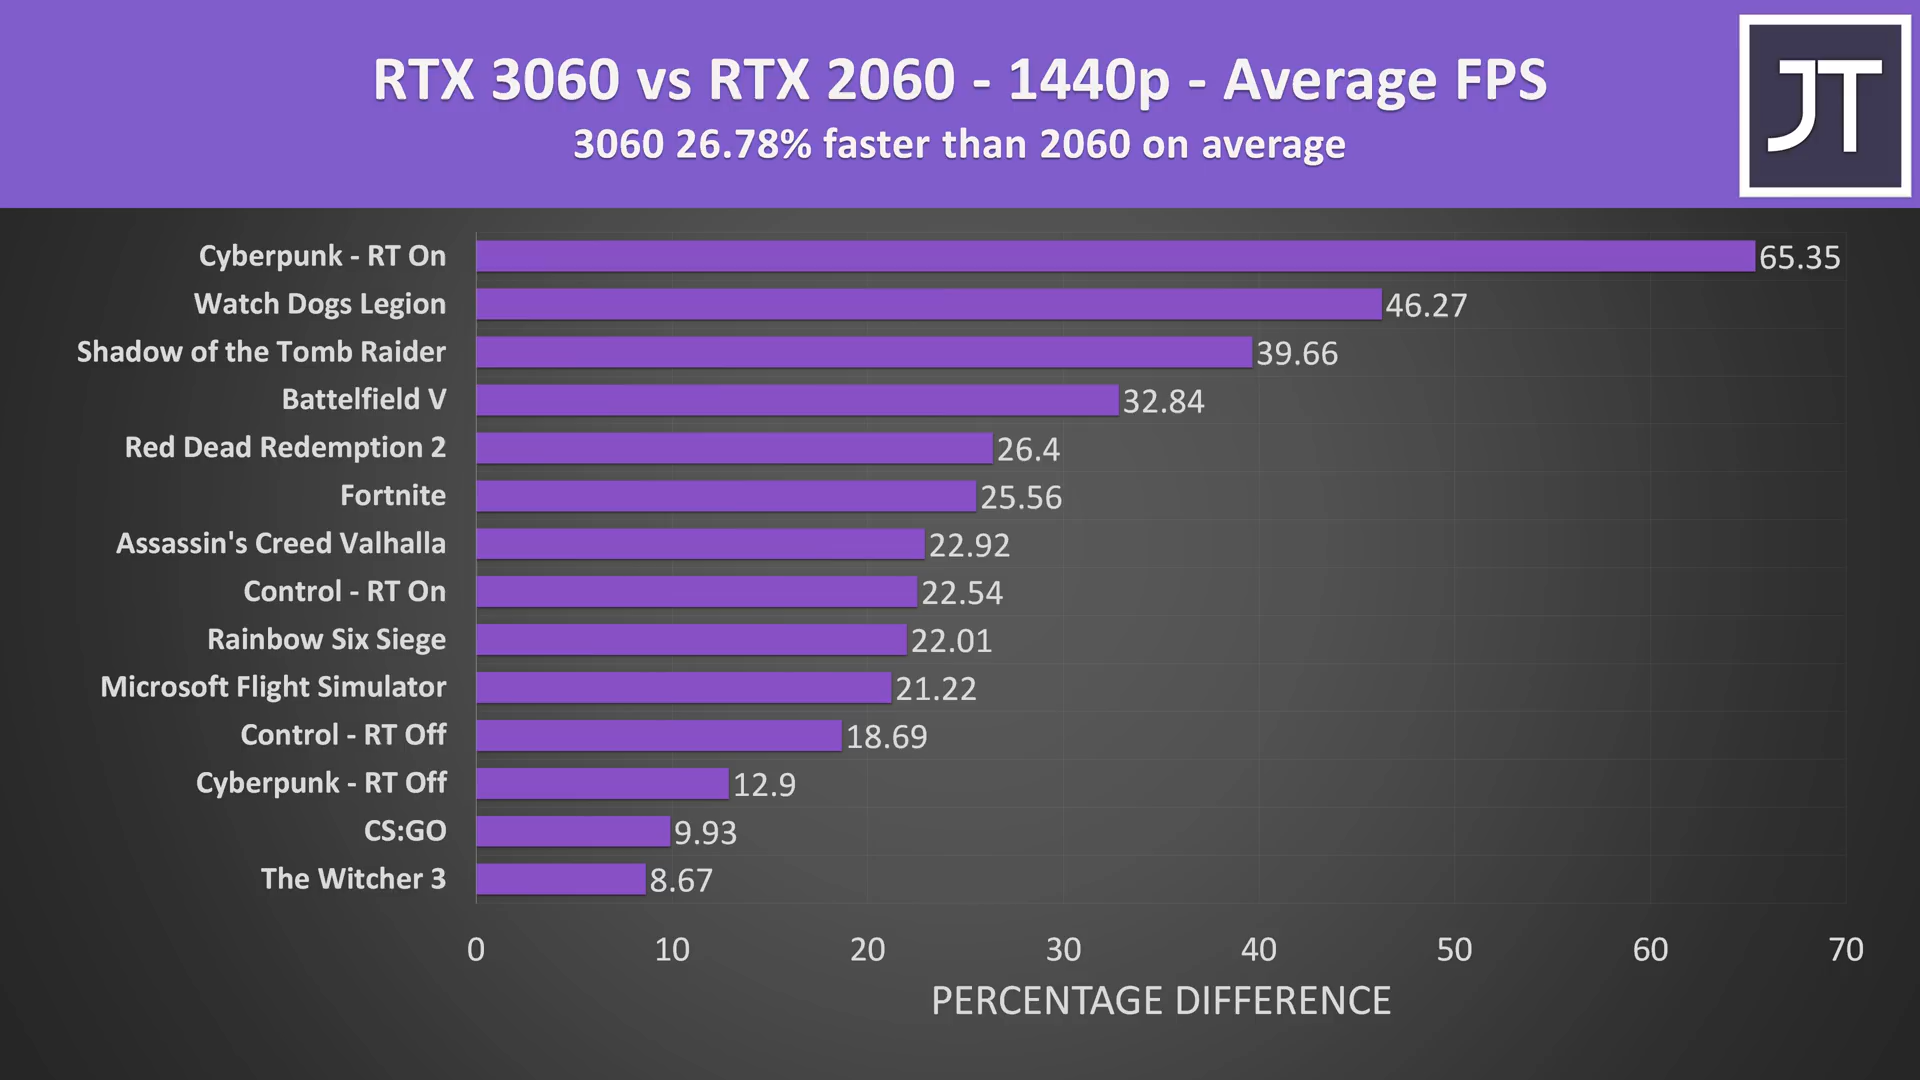 RTX 3060 vs RTX 2060 - 1440p - Average FPS
3060 26.78% faster than 2060 on average
JT
Cyberpunk - RT On 65.35
Watch Dogs Legion 46.27
Shadow of the Tomb Raider 39.66
Battelfield V 32.84
Red Dead Redemption 2 26.4
Fortnite 25.56
Assassin's Creed Valhalla 22.92
Control - RT On 22.54
Rainbow Six Siege 22.01
Microsoft Flight Simulator 21.22
Control - RT Off 18.69
Cyberpunk - RT Off 12.9
CS:GO 9.93
The Witcher 3 8.67
0 10 20 30 40 50 60 70
PERCENTAGE DIFFERENCE